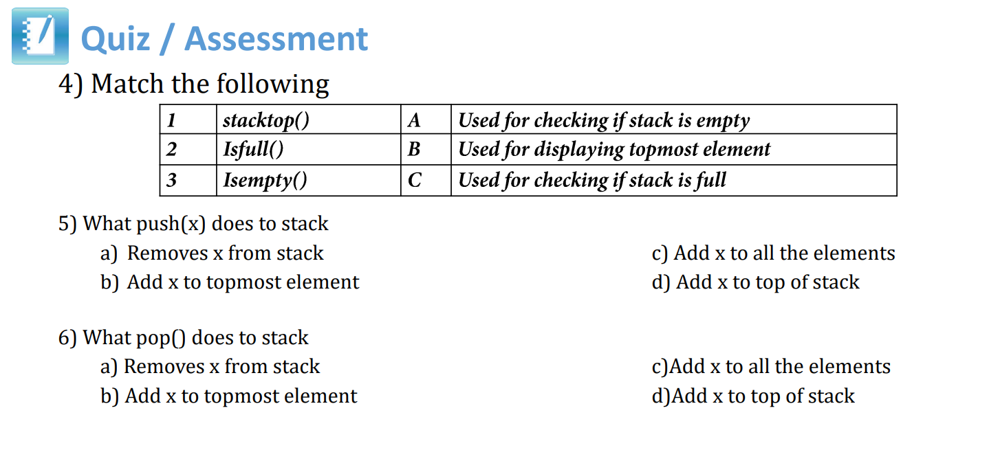 Quiz / Assessment
4) Match the following
1 stacktop() A Used for checking if stack is empty
2 Isfull() B Used for displaying topmost element
3 Isempty() C Used for checking if stack is full
5) What push(x) does to stack
a) Removes x from stack c) Add x to all the elements
b) Add x to topmost element d) Add x to top of stack
6) What pop() does to stack
a) Removes x from stack c)Add x to all the elements
b) Add x to topmost element d)Add x to top of stack